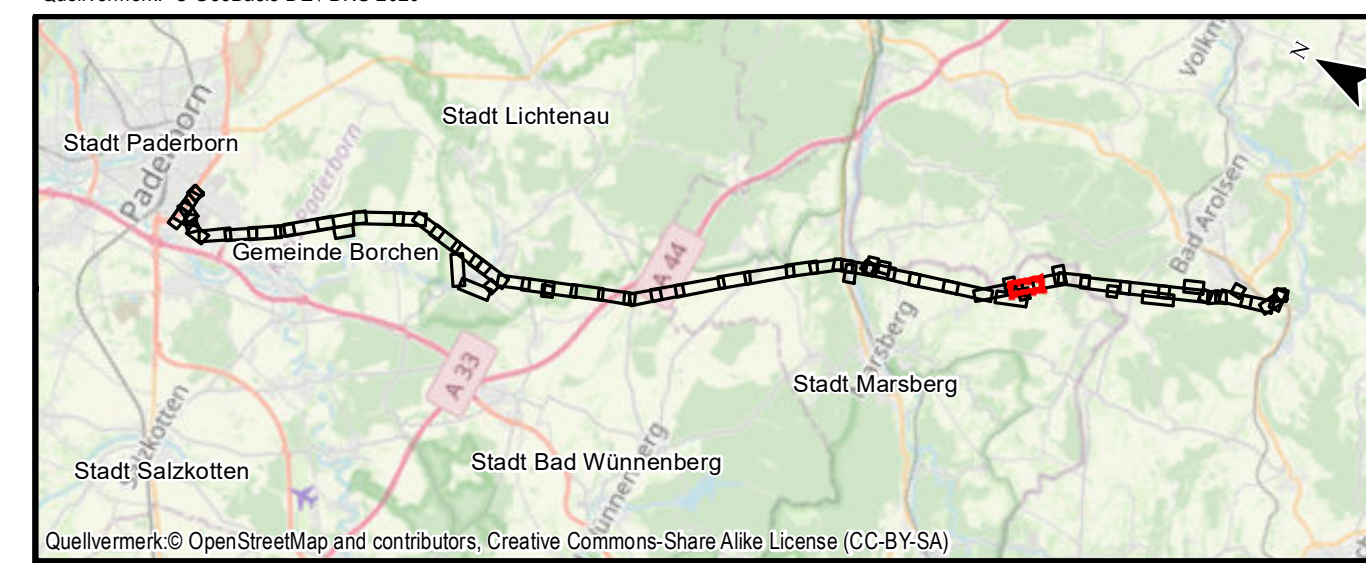 Volkm
N
Stadt Lichtenau
Stadt Paderborn
Paderborn
Bad Arolsen
Gemeinde Borchen
A 44
Marsberg
A 33
Stadt Marsberg
Salzkotten
Stadt Salzkotten
Stadt Bad Wünnenberg
Wünnenberg
Quellvermerk:© OpenStreetMap and contributors, Creative Commons-Share Alike License (CC-BY-SA)